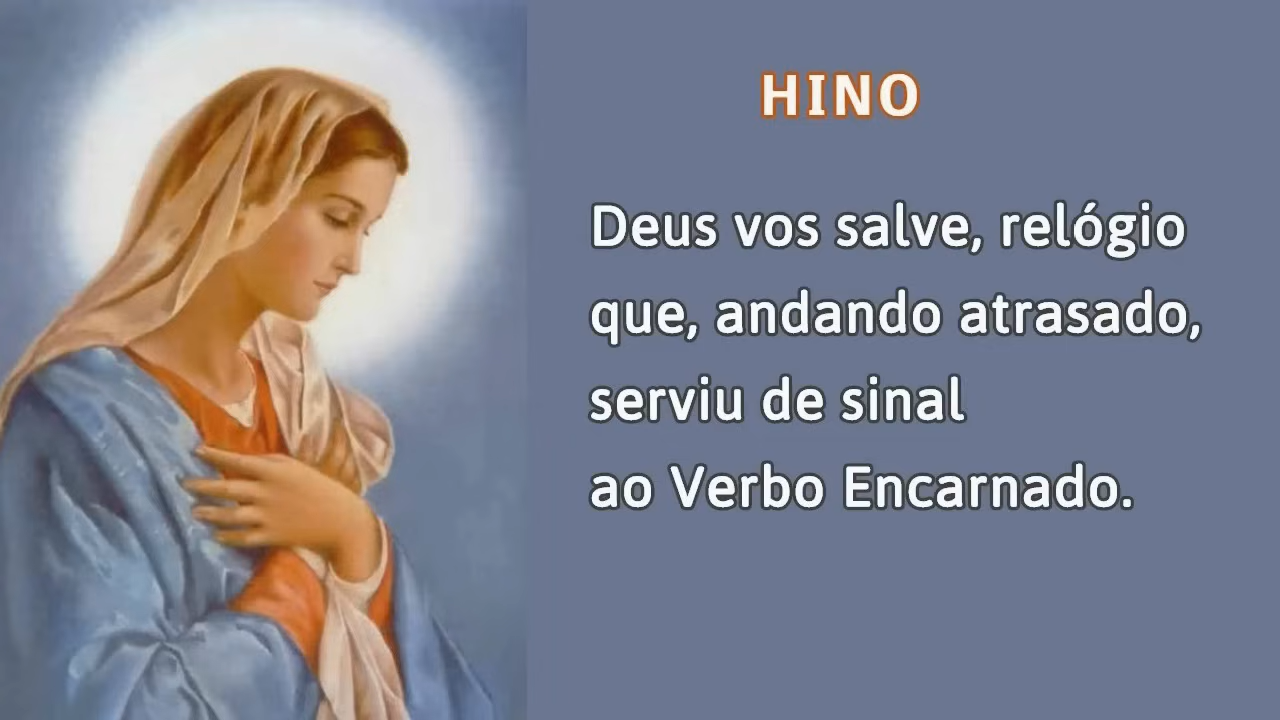 HINO
Deus vos salve, relógio
que, andando atrasado,
serviu de sinal
ao Verbo Encarnado.